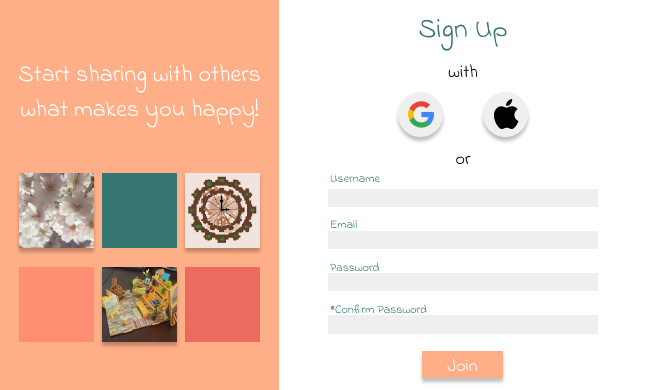 Start sharing with others
what makes you happy!
Sign Up
with
or
Username
Email
Password
*Confirm Password
Join